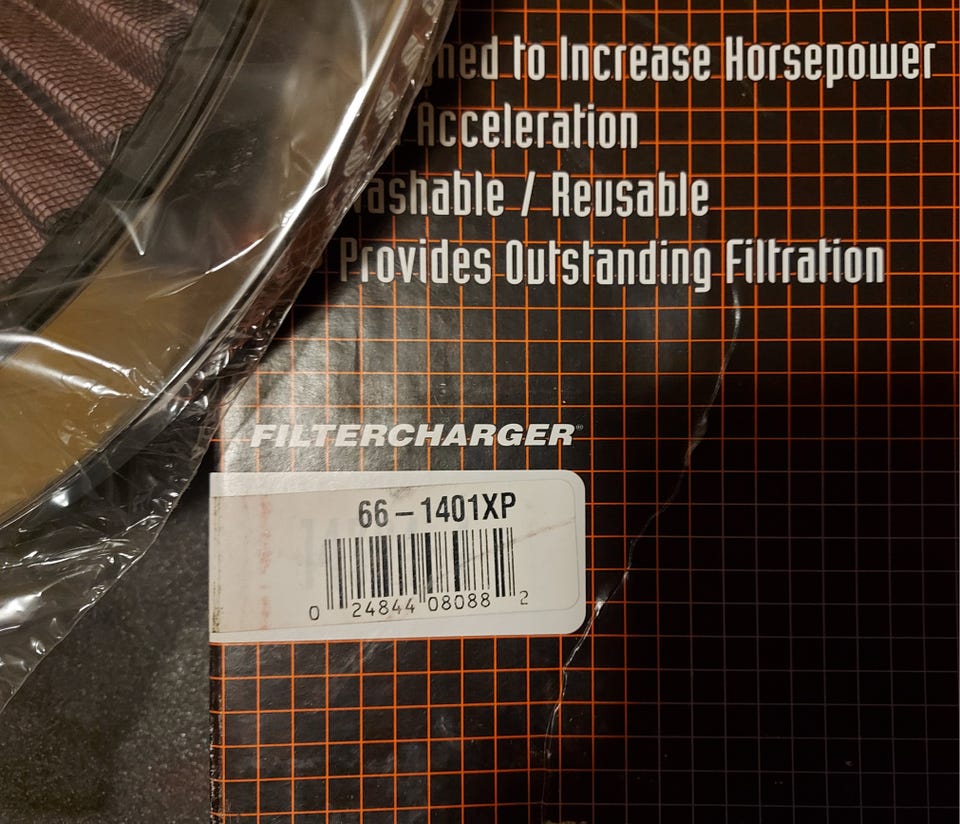 ned to Increase Horsepower
Acceleration
ashable / Reusable
Provides Outstanding Filtration
FILTERCHARGER®
66-1401XP
0 24844 08088 2